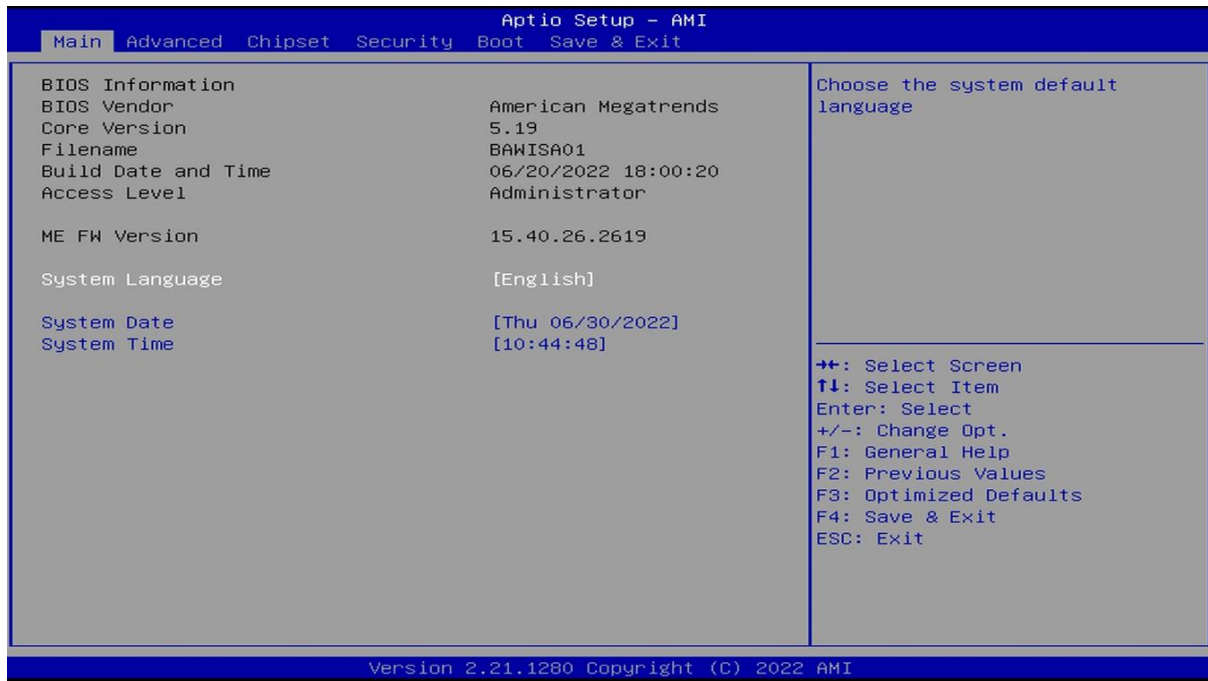 Aptio Setup – AMI
Main Advanced Chipset Security Boot Save & Exit
BIOS Information
BIOS Vendor American Megatrends
Core Version 5.19
Filename BAWISA01
Build Date and Time 06/20/2022 18:00:20
Access Level Administrator
ME FW Version 15.40.26.2619
System Language [English]
System Date [Thu 06/30/2022]
System Time [10:44:48]
Choose the system default
language
→←: Select Screen
↑↓: Select Item
Enter: Select
+/-: Change Opt.
F1: General Help
F2: Previous Values
F3: Optimized Defaults
F4: Save & Exit
ESC: Exit
Version 2.21.1280 Copyright (C) 2022 AMI